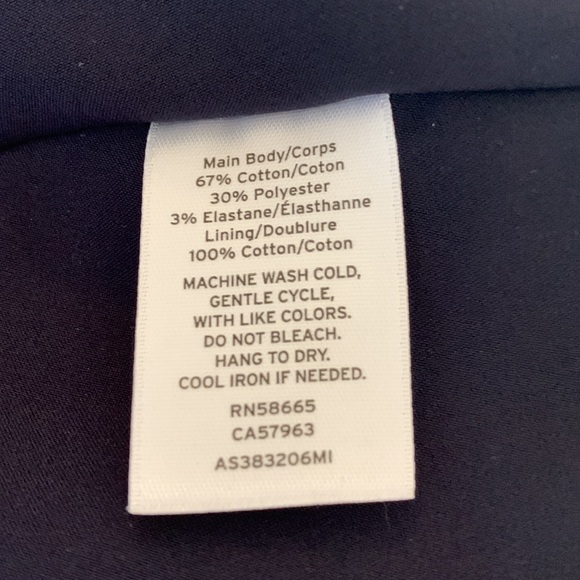 Main Body/Corps
67% Cotton/Coton
30% Polyester
3% Elastane/Élasthanne
Lining/Doublure
100% Cotton/Coton
MACHINE WASH COLD,
GENTLE CYCLE,
WITH LIKE COLORS.
DO NOT BLEACH.
HANG TO DRY.
COOL IRON IF NEEDED.
RN58665
CA57963
AS383206MI